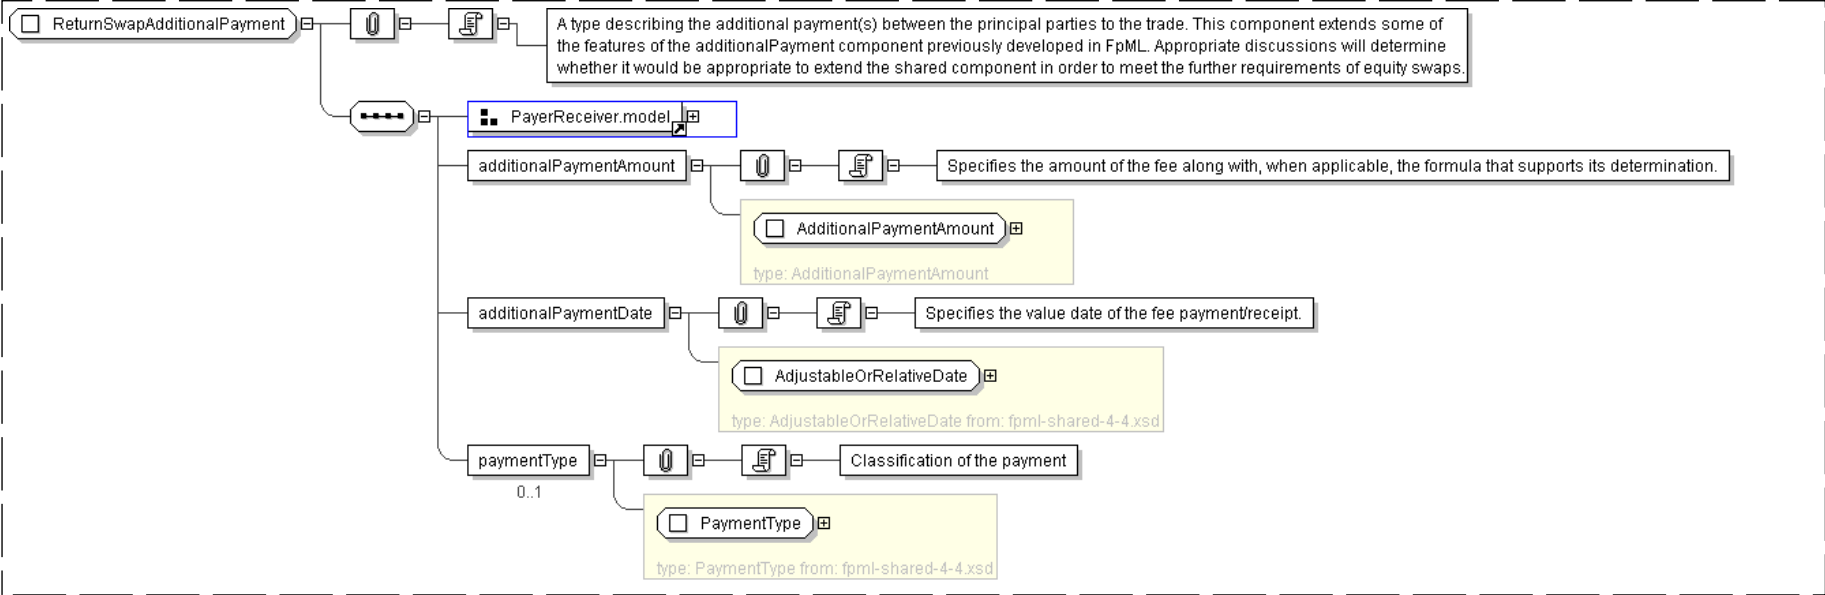 ReturnSwapAdditionalPayment
A type describing the additional payment(s) between the principal parties to the trade. This component extends some of
the features of the additionalPayment component previously developed in FpML. Appropriate discussions will determine
whether it would be appropriate to extend the shared component in order to meet the further requirements of equity swaps.
PayerReceiver.model
additionalPaymentAmount
Specifies the amount of the fee along with, when applicable, the formula that supports its determination.
AdditionalPaymentAmount
type: AdditionalPaymentAmount
additionalPaymentDate
Specifies the value date of the fee payment/receipt.
AdjustableOrRelativeDate
type: AdjustableOrRelativeDate from: fpml-shared-4-4.xsd
paymentType
Classification of the payment
0..1
PaymentType
type: PaymentType from: fpml-shared-4-4.xsd